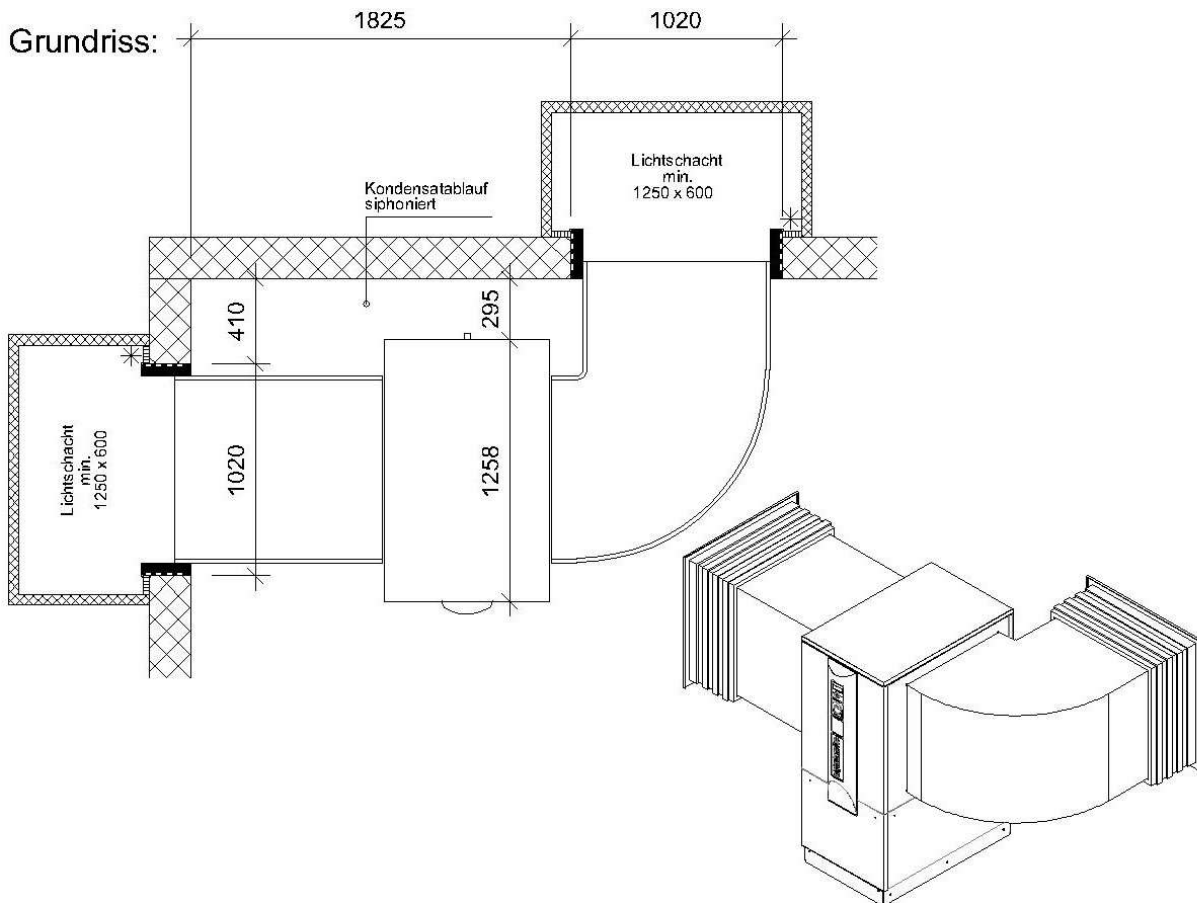 Grundriss:
1825
1020
Lichtschacht
min.
1250 x 600
Kondensatablauf
siphoniert
410
295
Lichtschacht
min.
1250 x 600
1020
1258